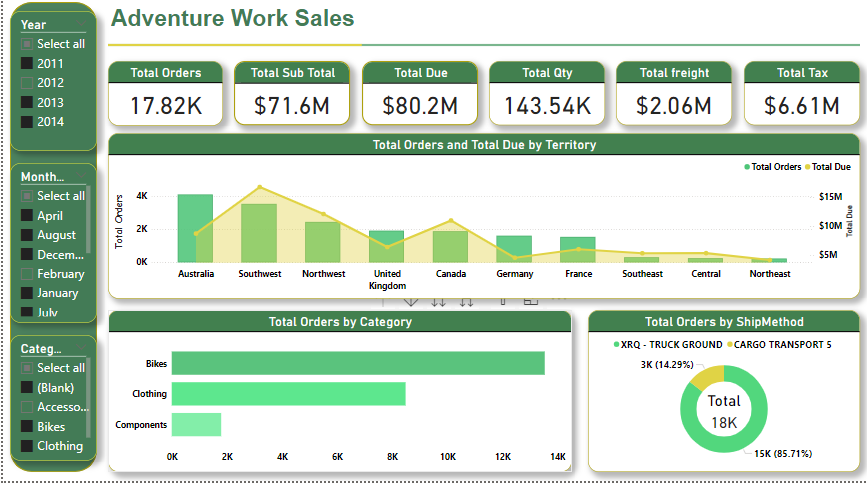 Adventure Work Sales
Year
Select all
2011
2012
2013
2014
Month...
Select all
April
August
Decem...
February
January
July
Categ...
Select all
(Blank)
Accesso...
Bikes
Clothing
Total Orders
17.82K
Total Sub Total
$71.6M
Total Due
$80.2M
Total Qty
143.54K
Total freight
$2.06M
Total Tax
$6.61M
Total Orders and Total Due by Territory
Total Orders Total Due
Total Orders
4K
2K
0K
$15M
$10M
$5M
Total Due
Australia Southwest Northwest United Kingdom Canada Germany France Southeast Central Northeast
Total Orders by Category
Bikes
Clothing
Components
0K 2K 4K 6K 8K 10K 12K 14K
Total Orders by ShipMethod
XRQ - TRUCK GROUND CARGO TRANSPORT 5
3K (14.29%)
Total
18K
15K (85.71%)